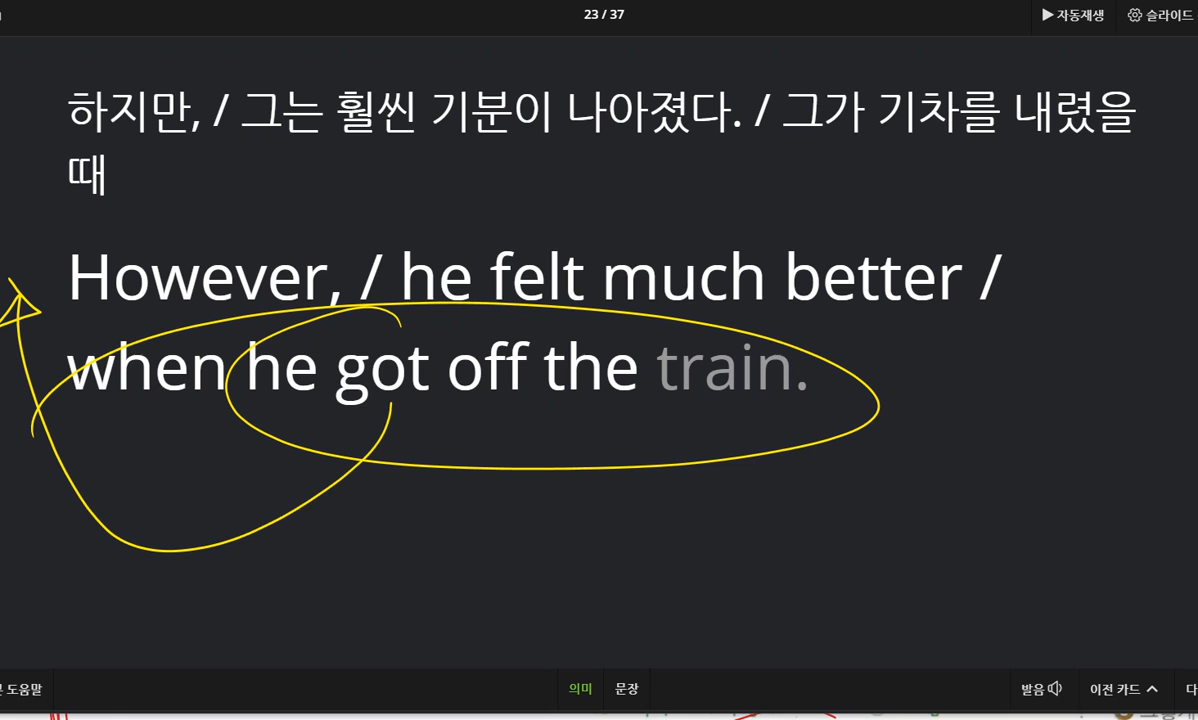 23 / 37
▶ 자동재생
슬라이드
하지만, / 그는 훨씬 기분이 나아졌다. / 그가 기차를 내렸을
때
However, / he felt much better /
when he got off the train.
도움말
의미
문장
발음
이전 카드